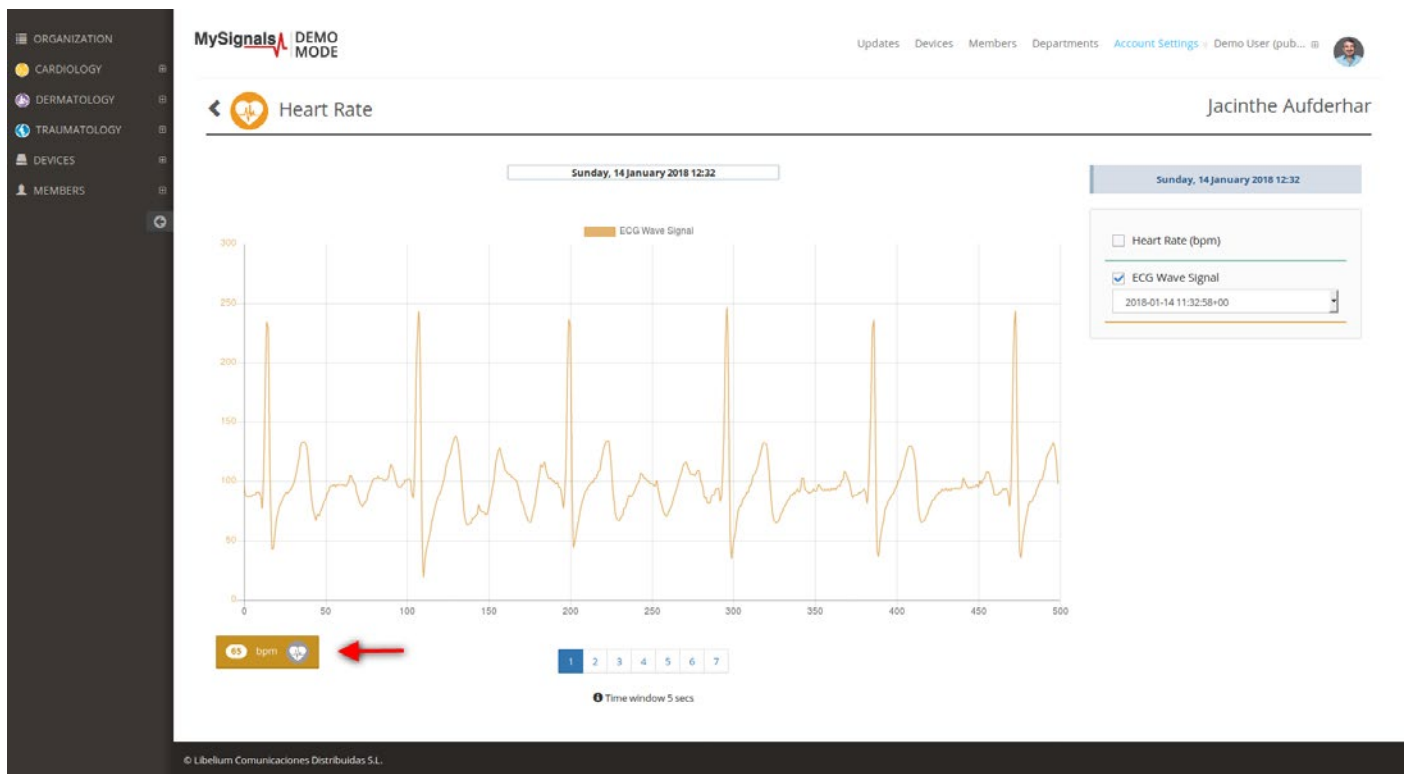 ORGANIZATION
CARDIOLOGY
DERMATOLOGY
TRAUMATOLOGY
DEVICES
MEMBERS
MySignals DEMO MODE
Updates Devices Members Departments Account Settings Demo User (pub...
Heart Rate
Jacinthe Aufderhar
Sunday, 14 January 2018 12:32
ECG Wave Signal
300
250
200
150
100
50
0
0 50 100 150 200 250 300 350 400 450 500
65 bpm
1 2 3 4 5 6 7
Time window 5 secs
Sunday, 14 January 2018 12:32
Heart Rate (bpm)
ECG Wave Signal
2018-01-14 11:32:58+00
© Libelium Comunicaciones Distribuidas S.L.